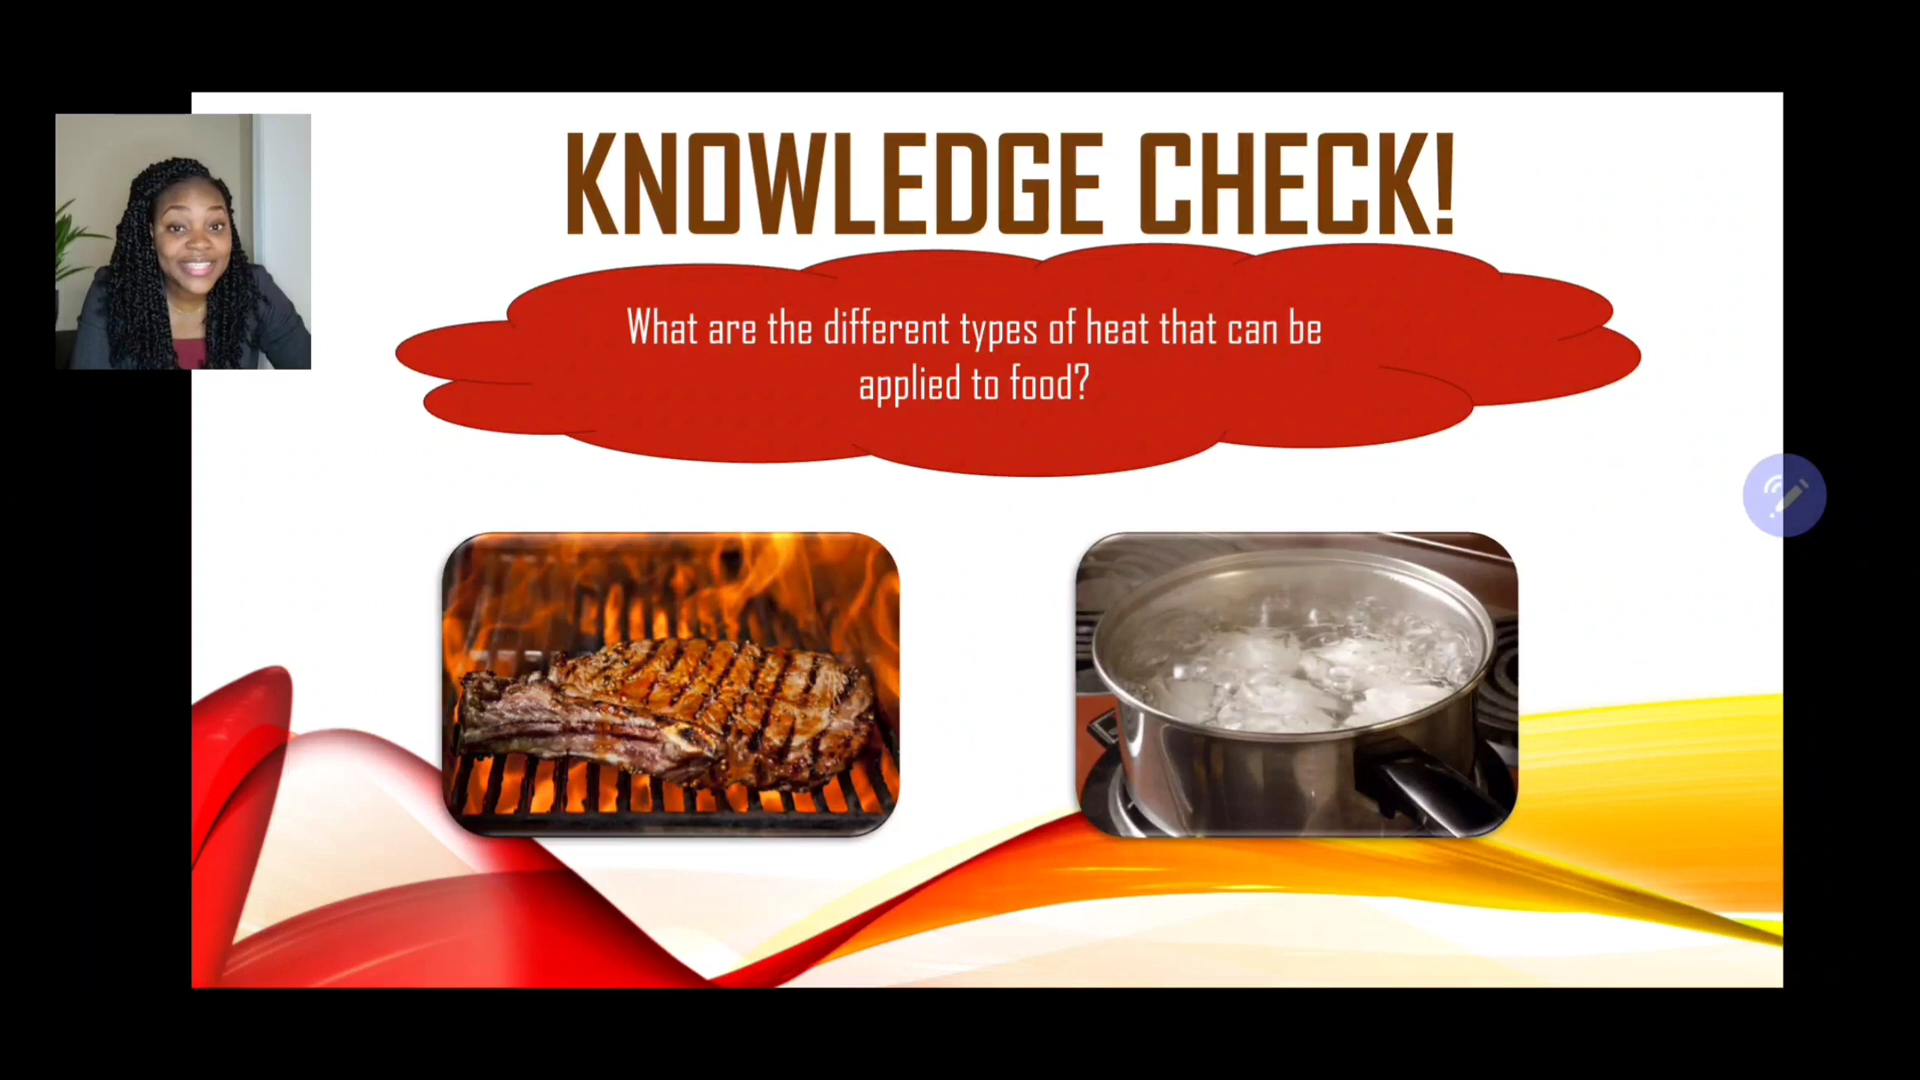 KNOWLEDGE CHECK!
What are the different types of heat that can be
applied to food?